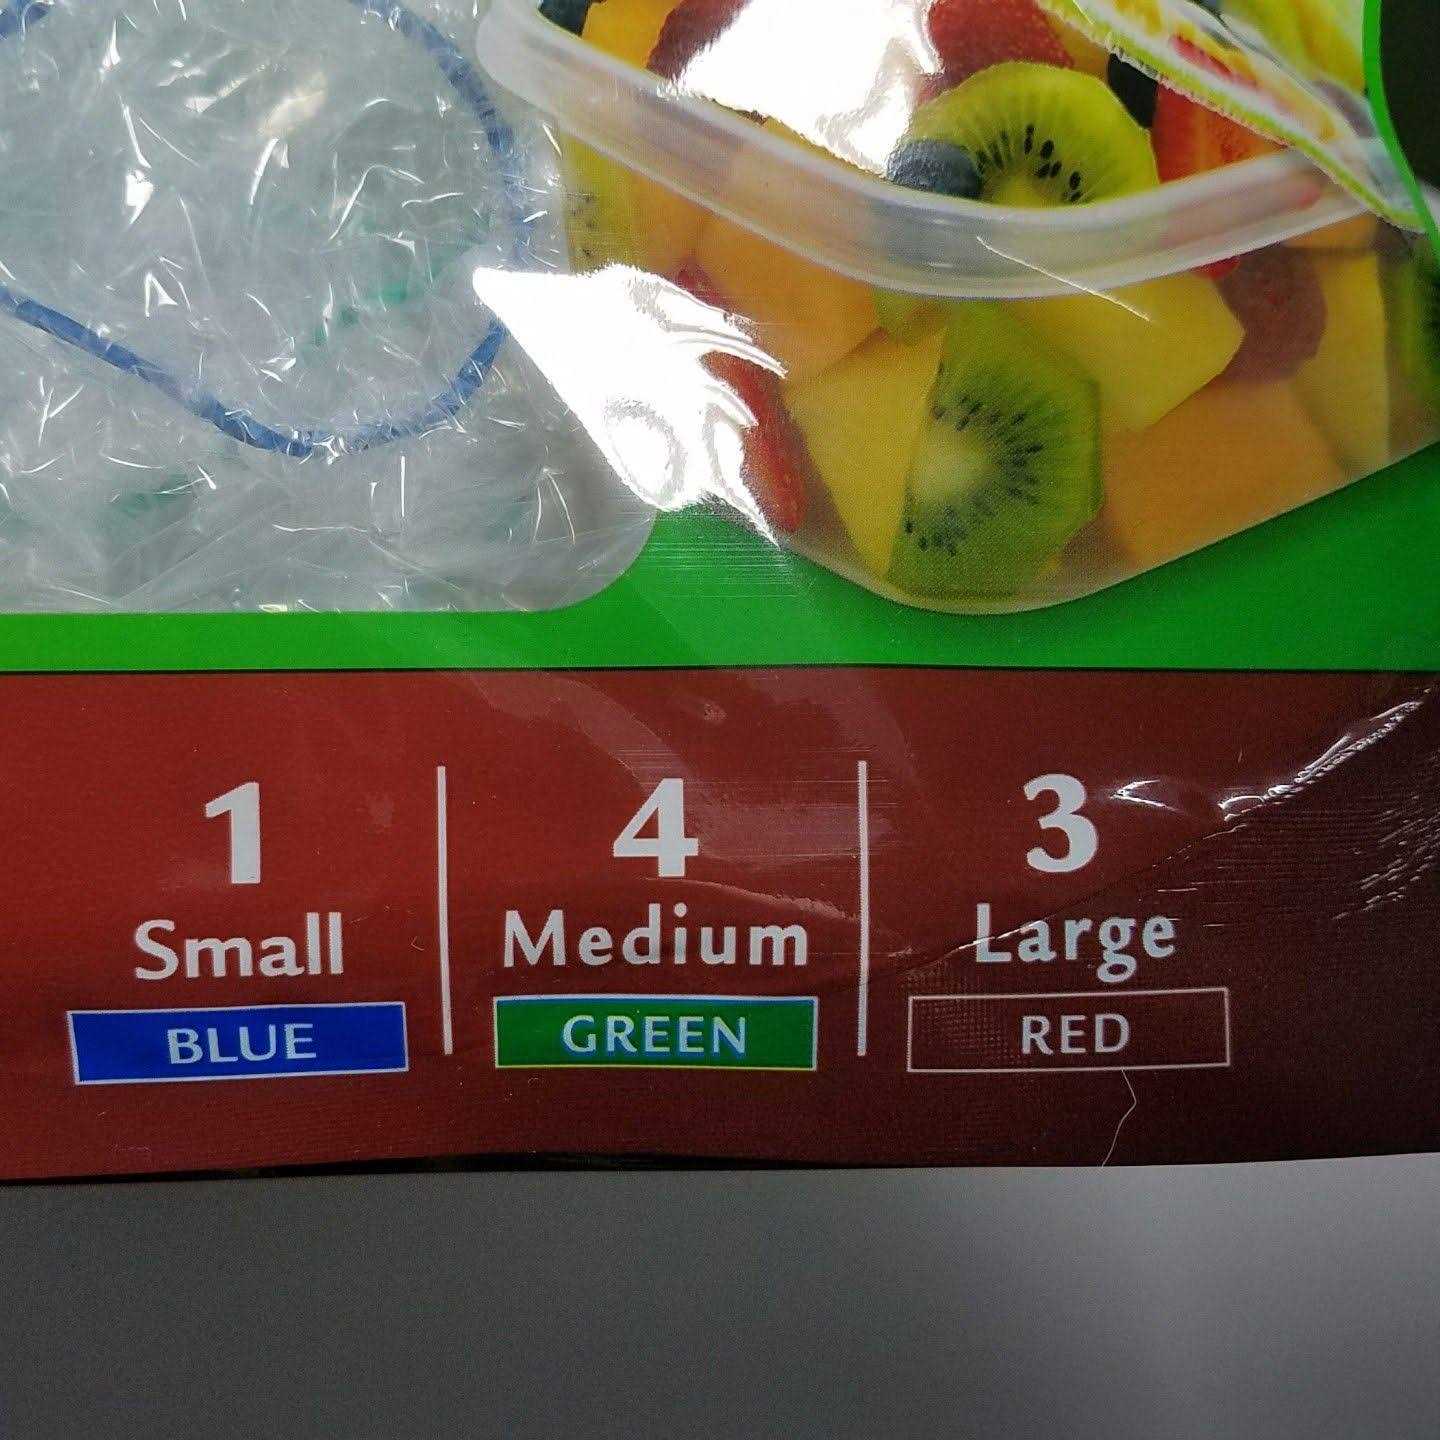 1
Small
BLUE
4
Medium
GREEN
3
Large
RED